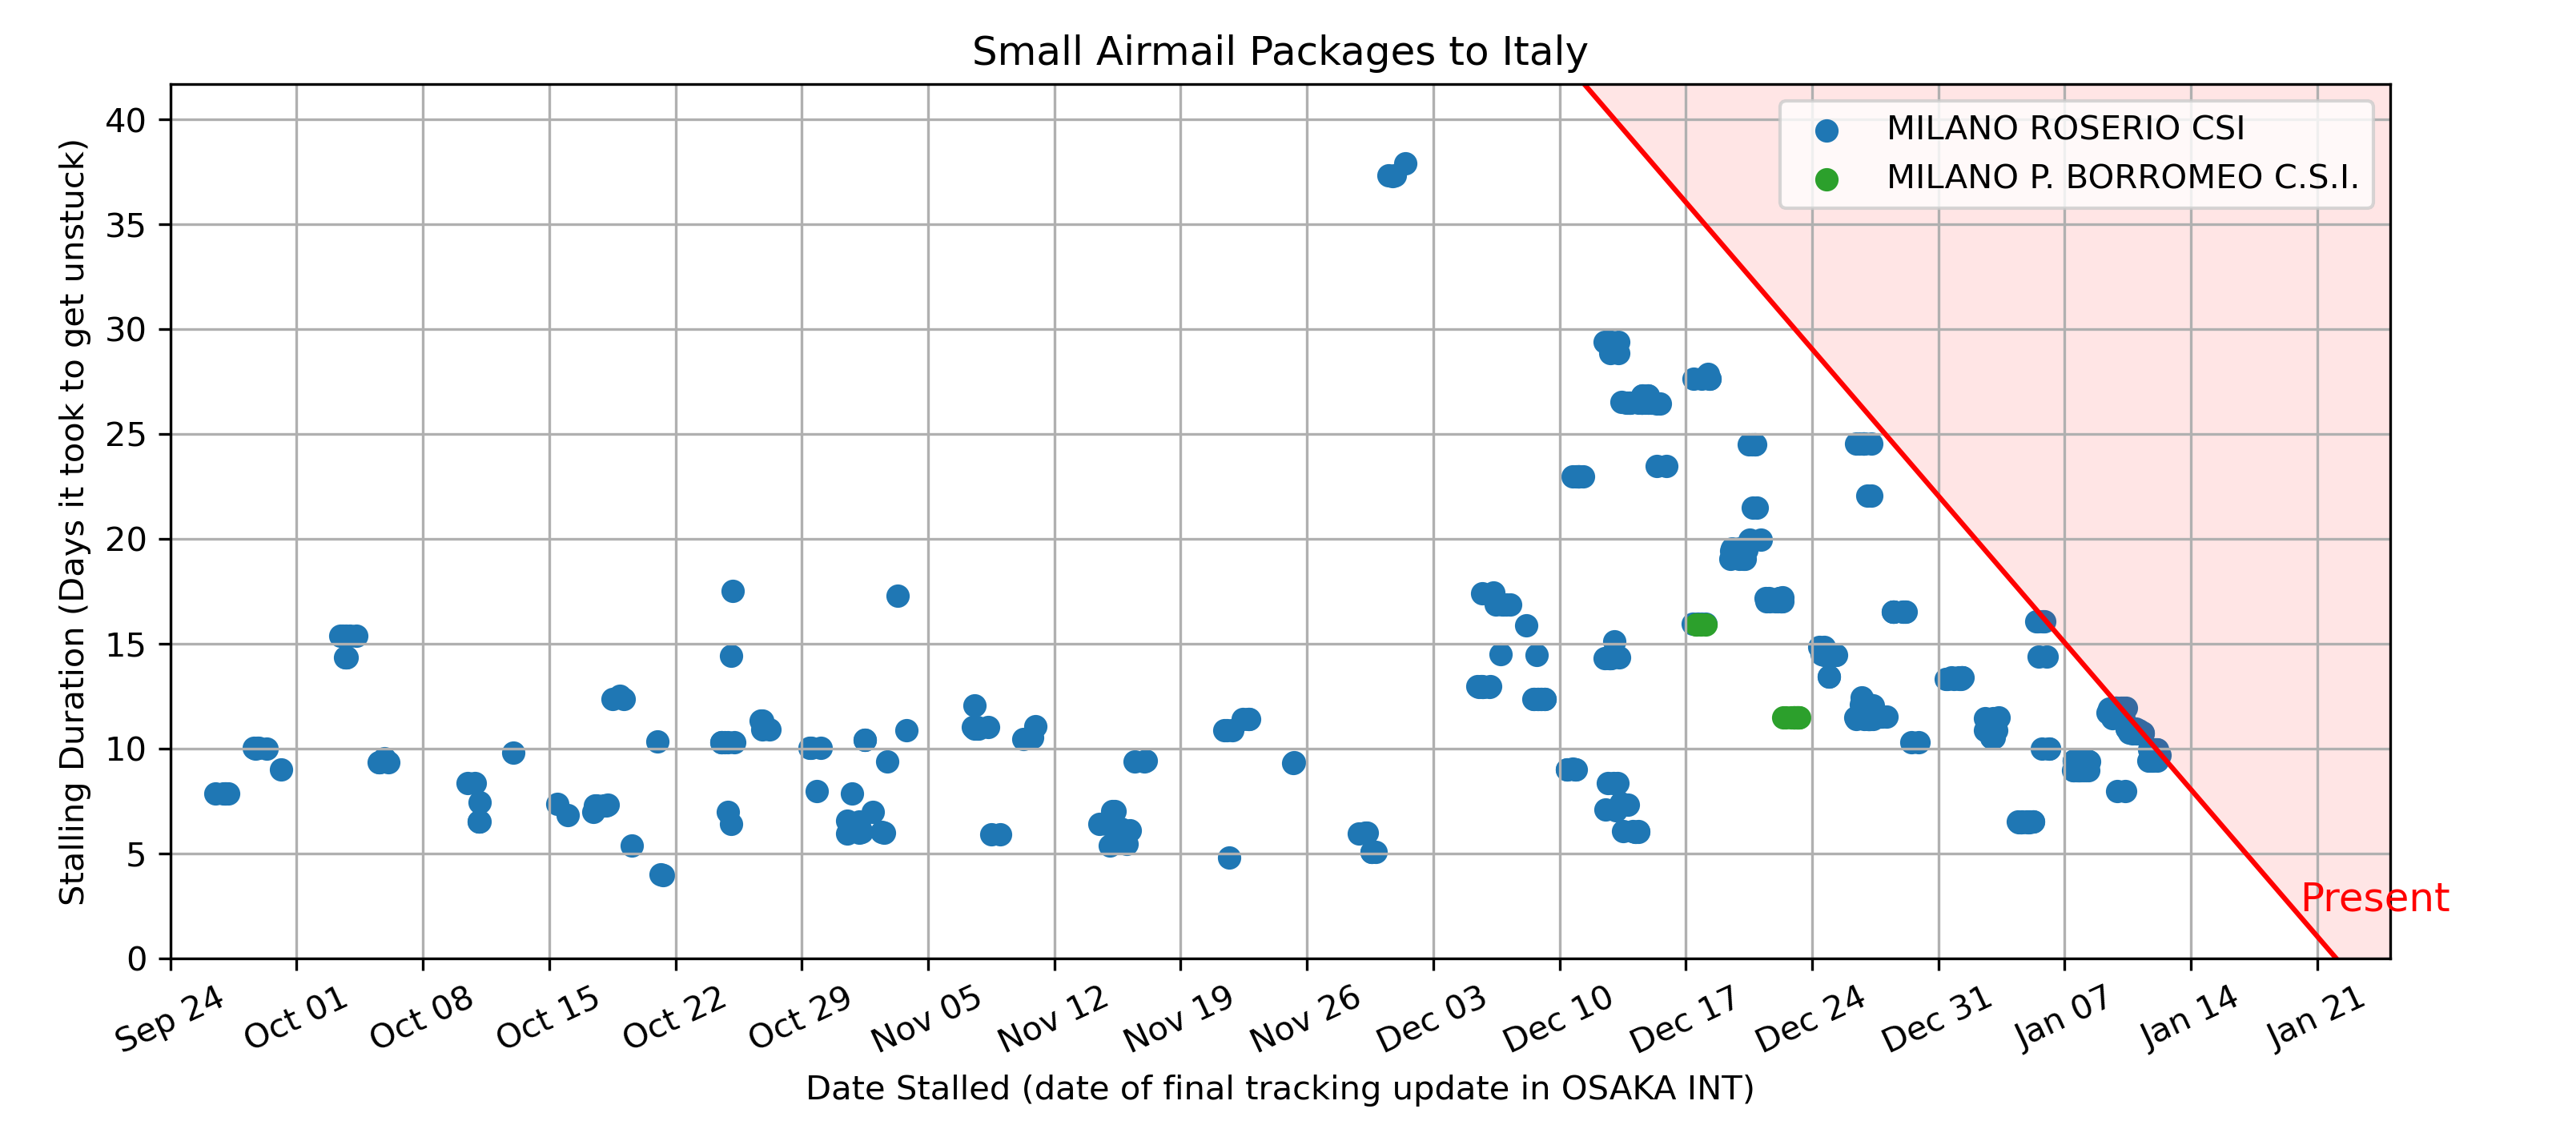 Small Airmail Packages to Italy
MILANO ROSERIO CSI
MILANO P. BORROMEO C.S.I.
Stalling Duration (Days it took to get unstuck)
40
35
30
25
20
15
10
5
0
Present
Sep 24
Oct 01
Oct 08
Oct 15
Oct 22
Oct 29
Nov 05
Nov 12
Nov 19
Nov 26
Dec 03
Dec 10
Dec 17
Dec 24
Dec 31
Jan 07
Jan 14
Jan 21
Date Stalled (date of final tracking update in OSAKA INT)